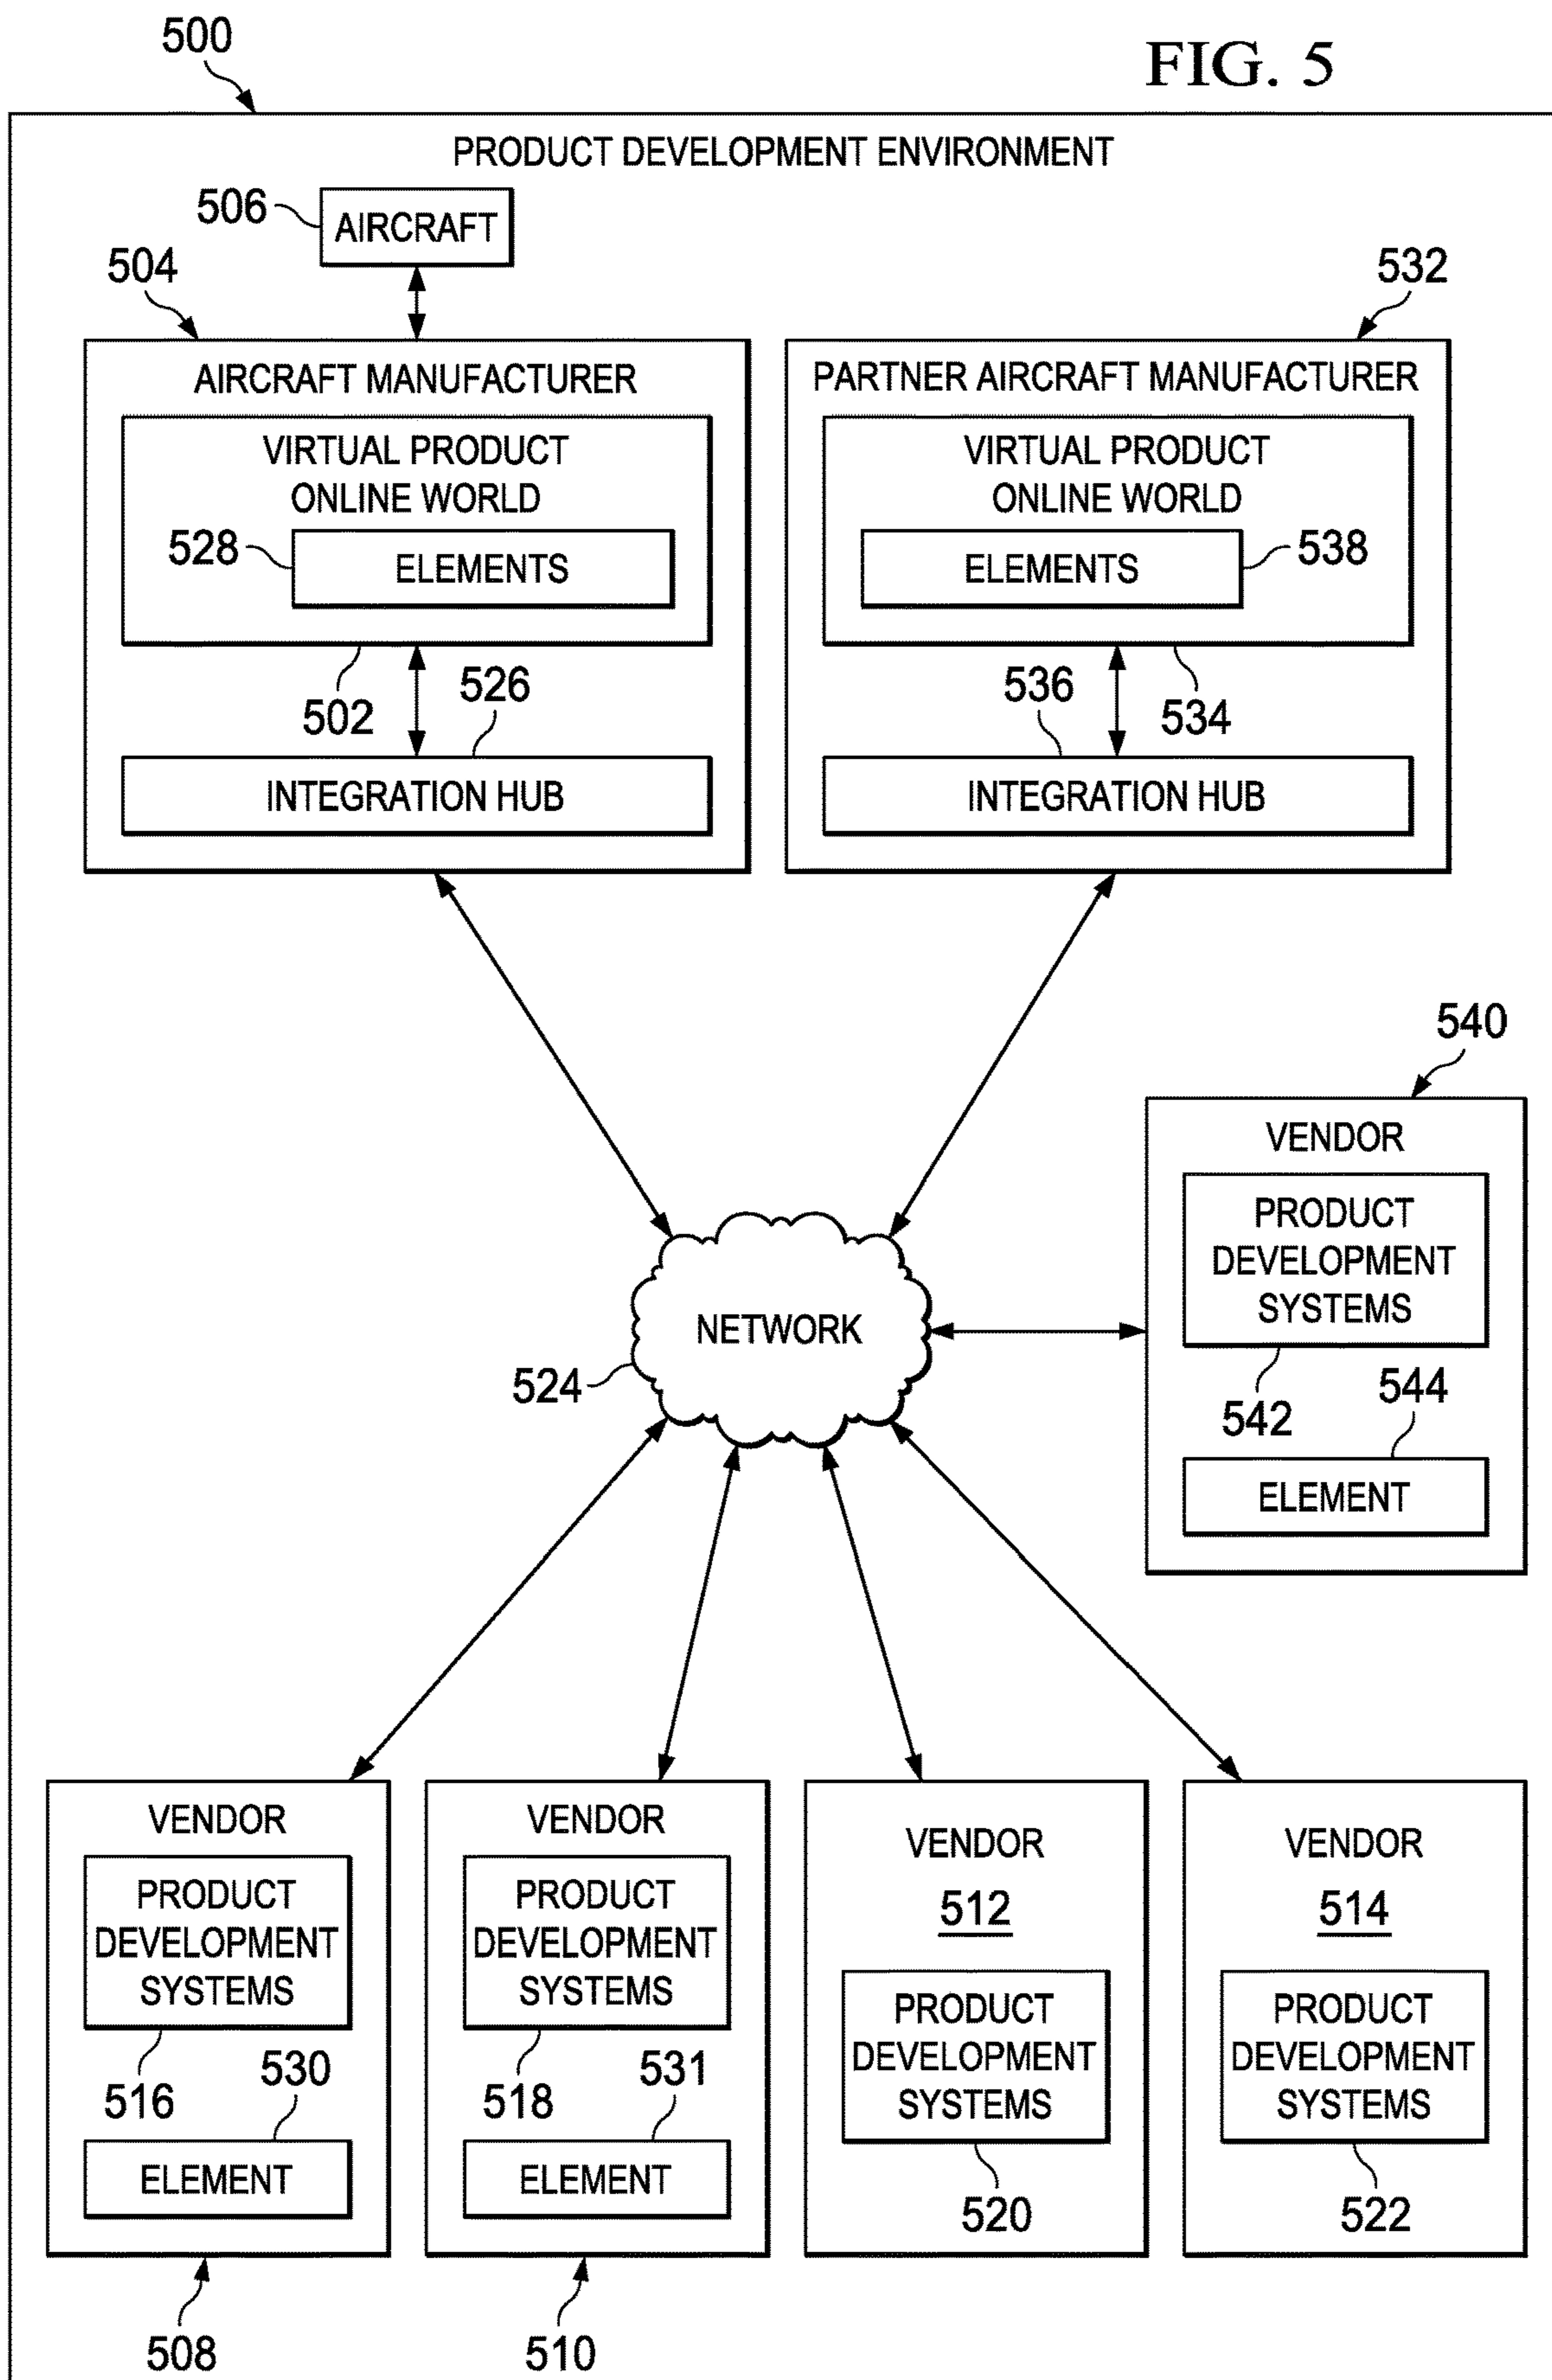 500
FIG. 5
PRODUCT DEVELOPMENT ENVIRONMENT
506
AIRCRAFT
504
532
AIRCRAFT MANUFACTURER
PARTNER AIRCRAFT MANUFACTURER
VIRTUAL PRODUCT
ONLINE WORLD
VIRTUAL PRODUCT
ONLINE WORLD
528
ELEMENTS
ELEMENTS
538
502
526
536
534
INTEGRATION HUB
INTEGRATION HUB
540
VENDOR
PRODUCT
DEVELOPMENT
SYSTEMS
NETWORK
524
542
544
ELEMENT
VENDOR
PRODUCT
DEVELOPMENT
SYSTEMS
516
530
ELEMENT
508
VENDOR
PRODUCT
DEVELOPMENT
SYSTEMS
518
531
ELEMENT
510
VENDOR
512
PRODUCT
DEVELOPMENT
SYSTEMS
520
VENDOR
514
PRODUCT
DEVELOPMENT
SYSTEMS
522